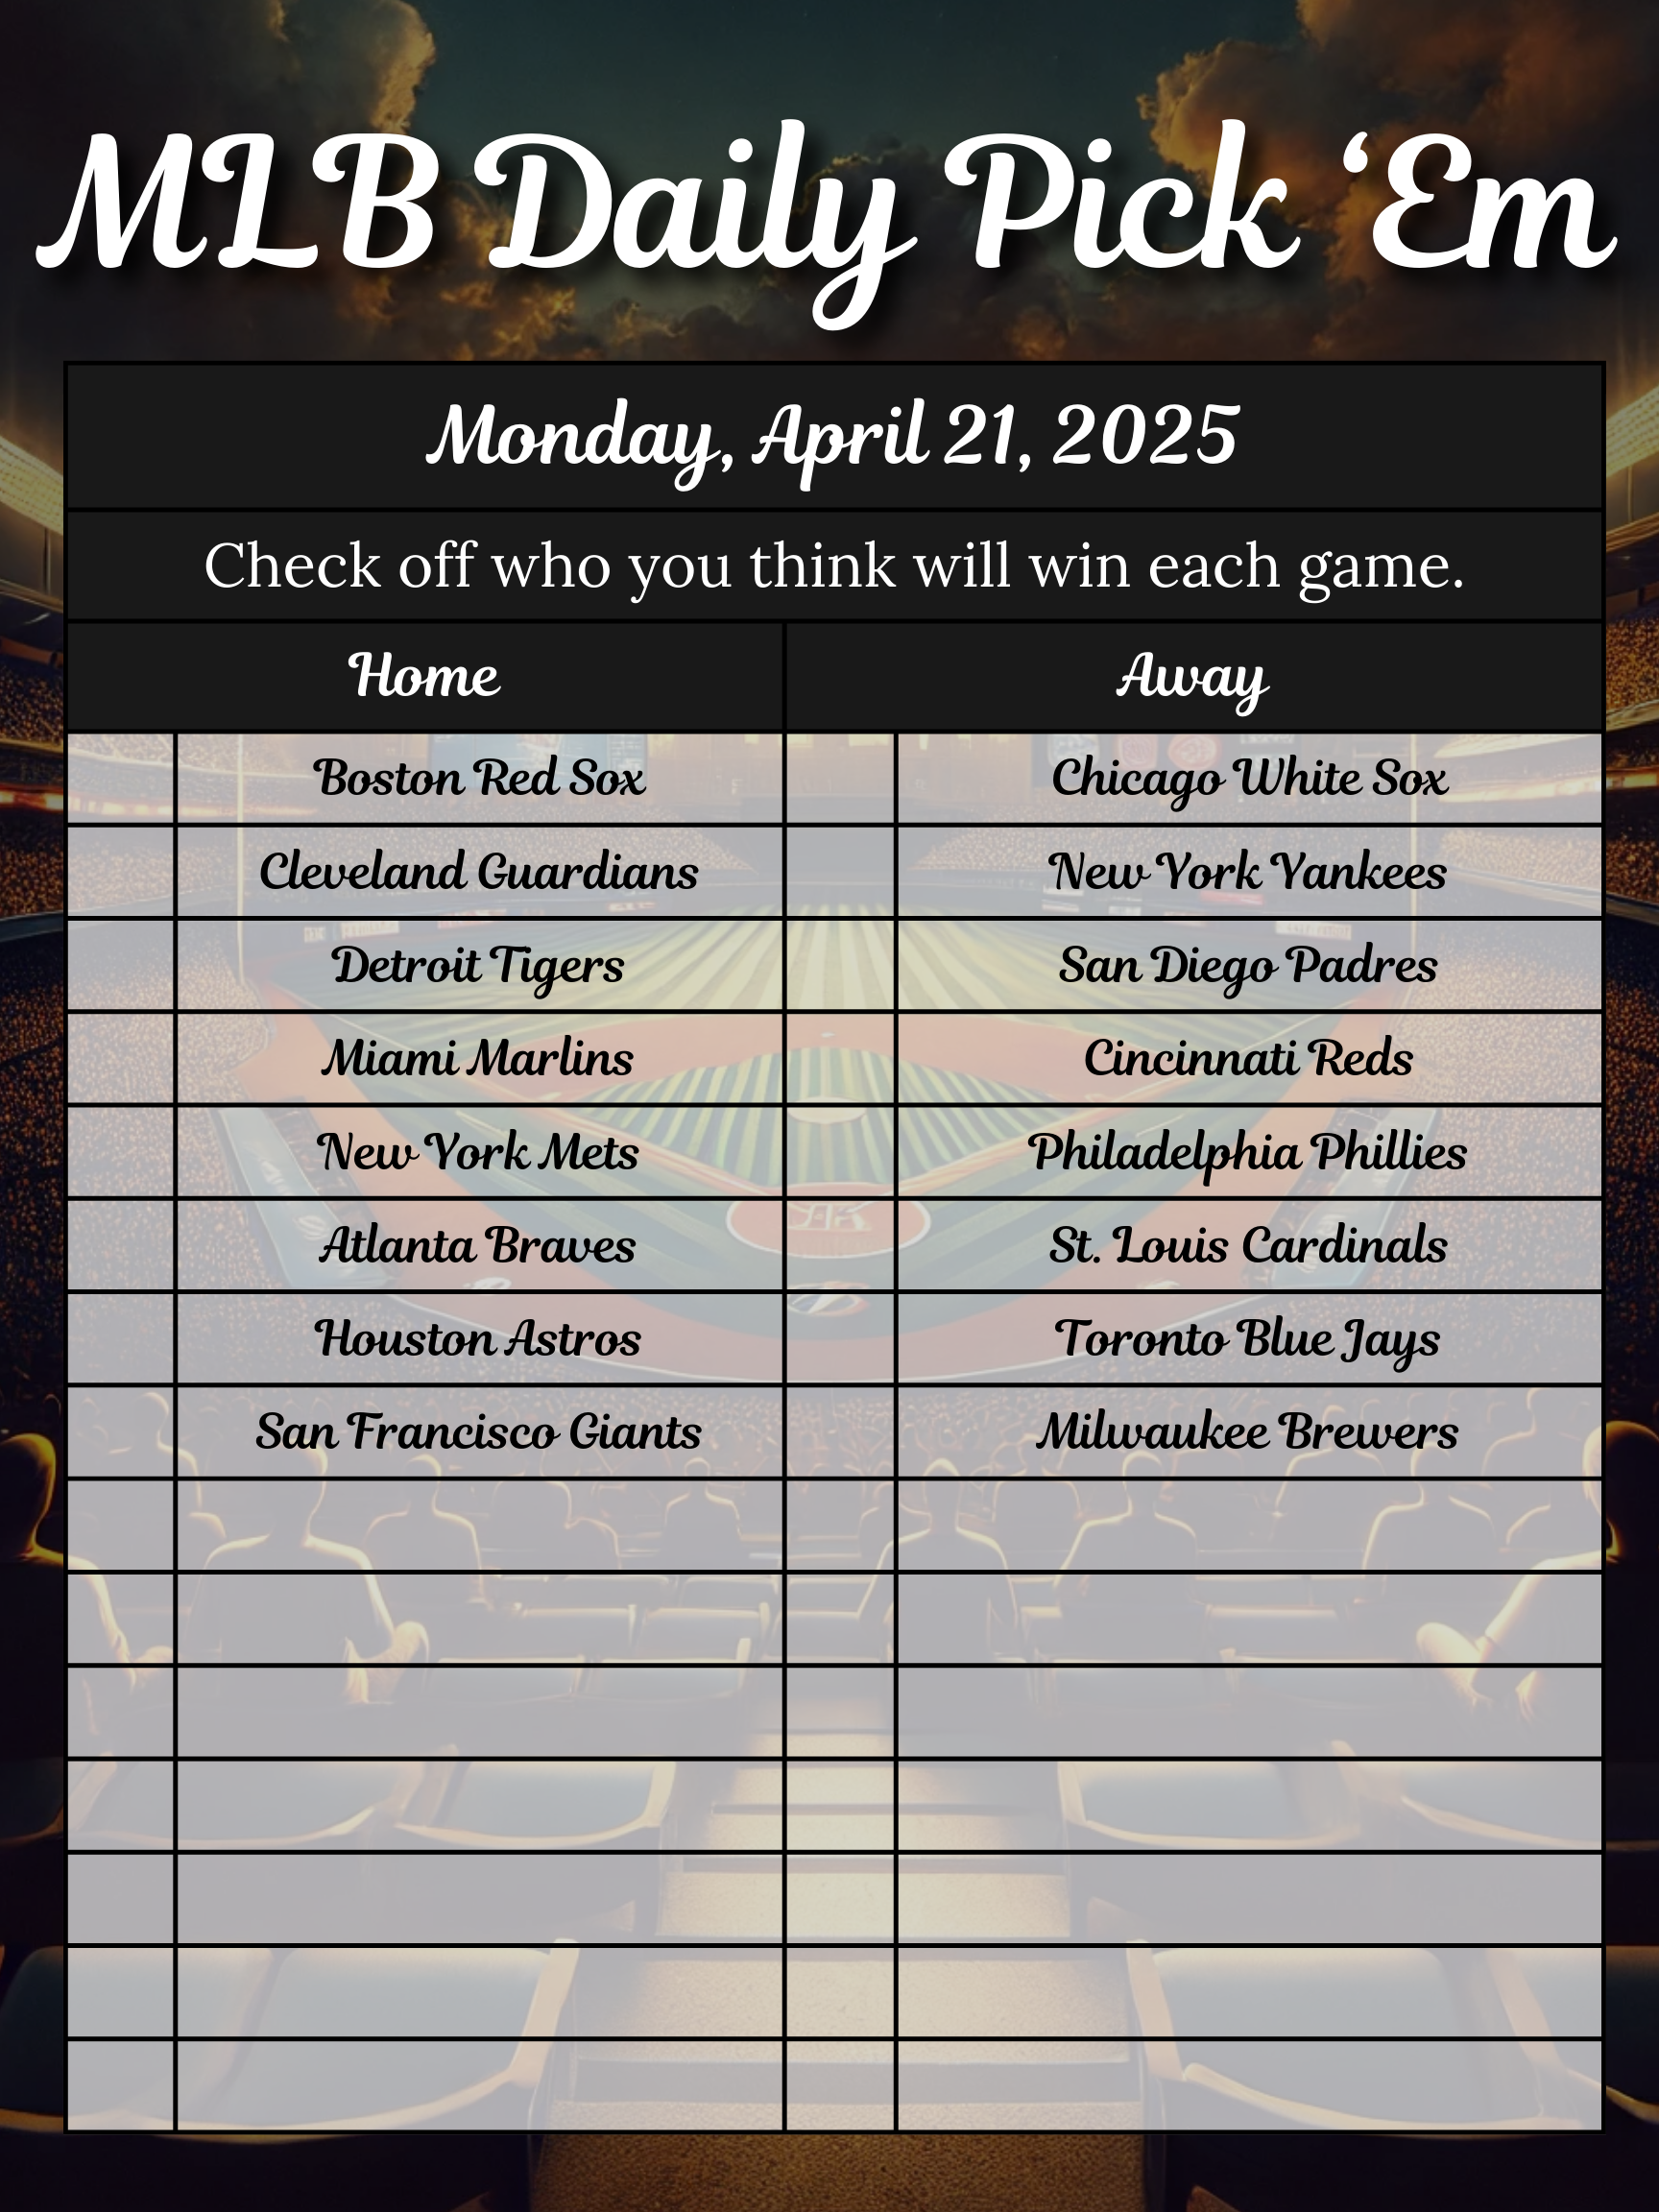 MLB Daily Pick ‘Em
Monday, April 21, 2025
Check off who you think will win each game.
Home Away
Boston Red Sox Chicago White Sox
Cleveland Guardians New York Yankees
Detroit Tigers San Diego Padres
Miami Marlins Cincinnati Reds
New York Mets Philadelphia Phillies
Atlanta Braves St. Louis Cardinals
Houston Astros Toronto Blue Jays
San Francisco Giants Milwaukee Brewers